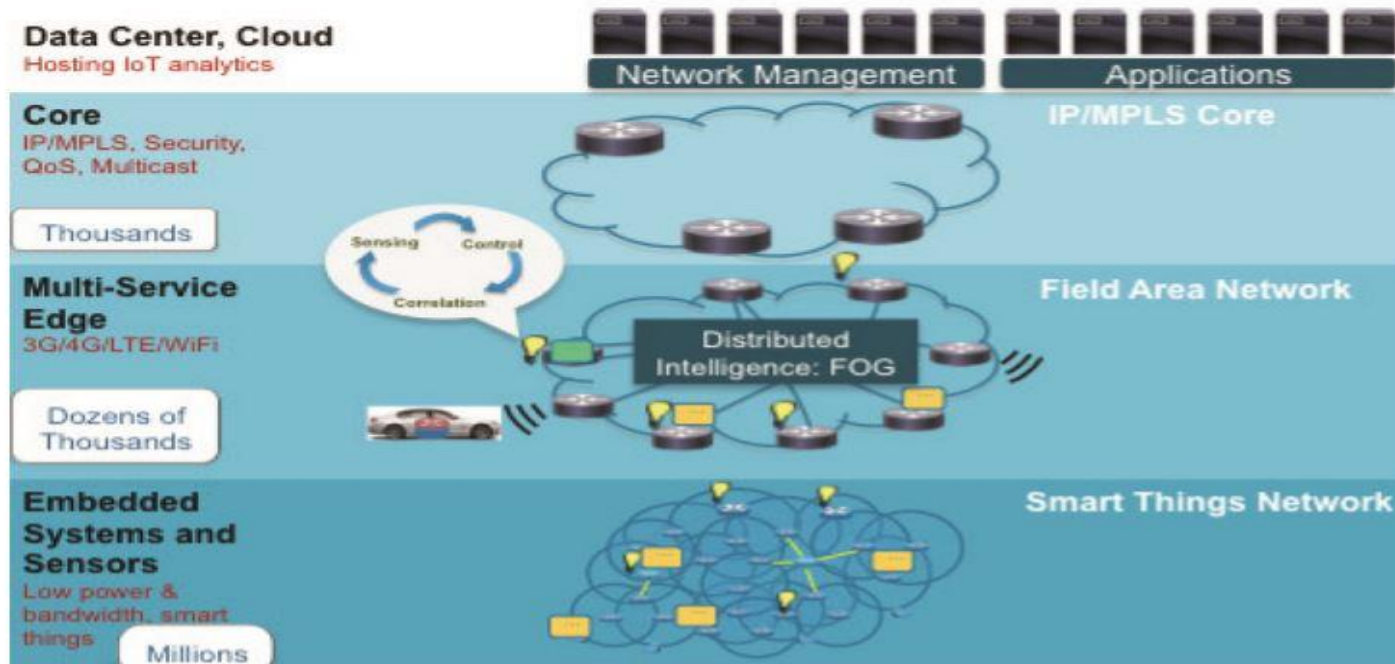 Data Center, Cloud
Hosting IoT analytics
Network Management
Applications
Core
IP/MPLS, Security,
QoS, Multicast
IP/MPLS Core
Thousands
Sensing
Control
Correlation
Multi-Service
Edge
3G/4G/LTE/WiFi
Field Area Network
Distributed
Intelligence: FOG
Dozens of
Thousands
Embedded
Systems and
Sensors
Low power &
bandwidth, smart
things
Smart Things Network
Millions